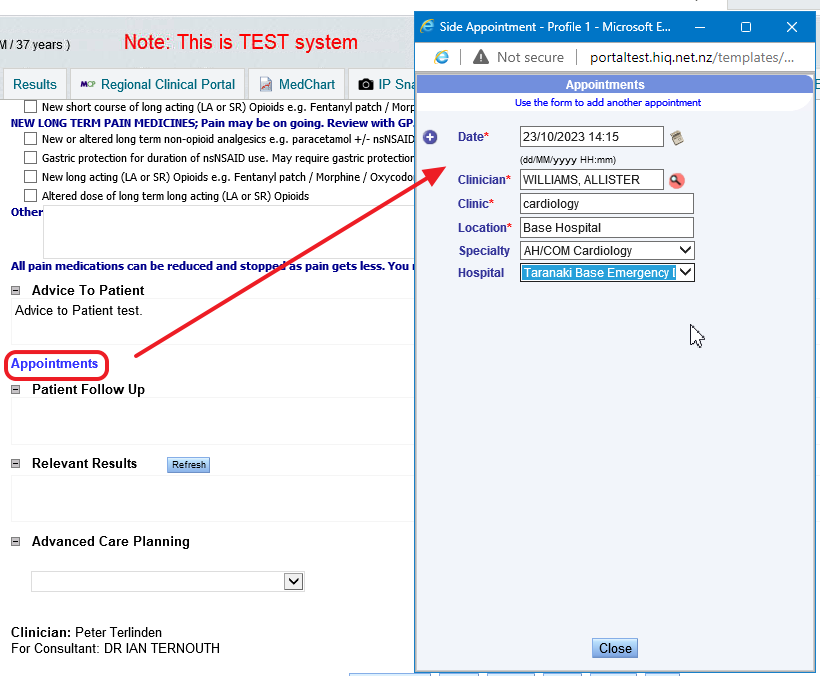 M / 37 years )
Note: This is TEST system
Results
MCP Regional Clinical Portal
MedChart
IP Sna
New short course of long acting (LA or SR) Opioids e.g. Fentanyl patch / Morp
NEW LONG TERM PAIN MEDICINES; Pain may be on going. Review with GP
New or altered long term non-opioid analgesics e.g. paracetamol +/- nsNSAID
Gastric protection for duration of nsNSAID use. May require gastric protection
New long acting (LA or SR) Opioids e.g. Fentanyl patch / Morphine / Oxycodo
Altered dose of long term long acting (LA or SR) Opioids
Other
All pain medications can be reduced and stopped as pain gets less. You
Advice To Patient
Advice to Patient test.
Appointments
Patient Follow Up
Relevant Results
Refresh
Advanced Care Planning
Clinician: Peter Terlinden
For Consultant: DR IAN TERNOUTH
Side Appointment - Profile 1 - Microsoft E...
Not secure
portaltest.hiq.net.nz/templates/...
Appointments
Use the form to add another appointment
Date* 23/10/2023 14:15
(dd/MM/yyyy HH:mm)
Clinician* WILLIAMS, ALLISTER
Clinic* cardiology
Location* Base Hospital
Specialty AH/COM Cardiology
Hospital Taranaki Base Emergency
Close